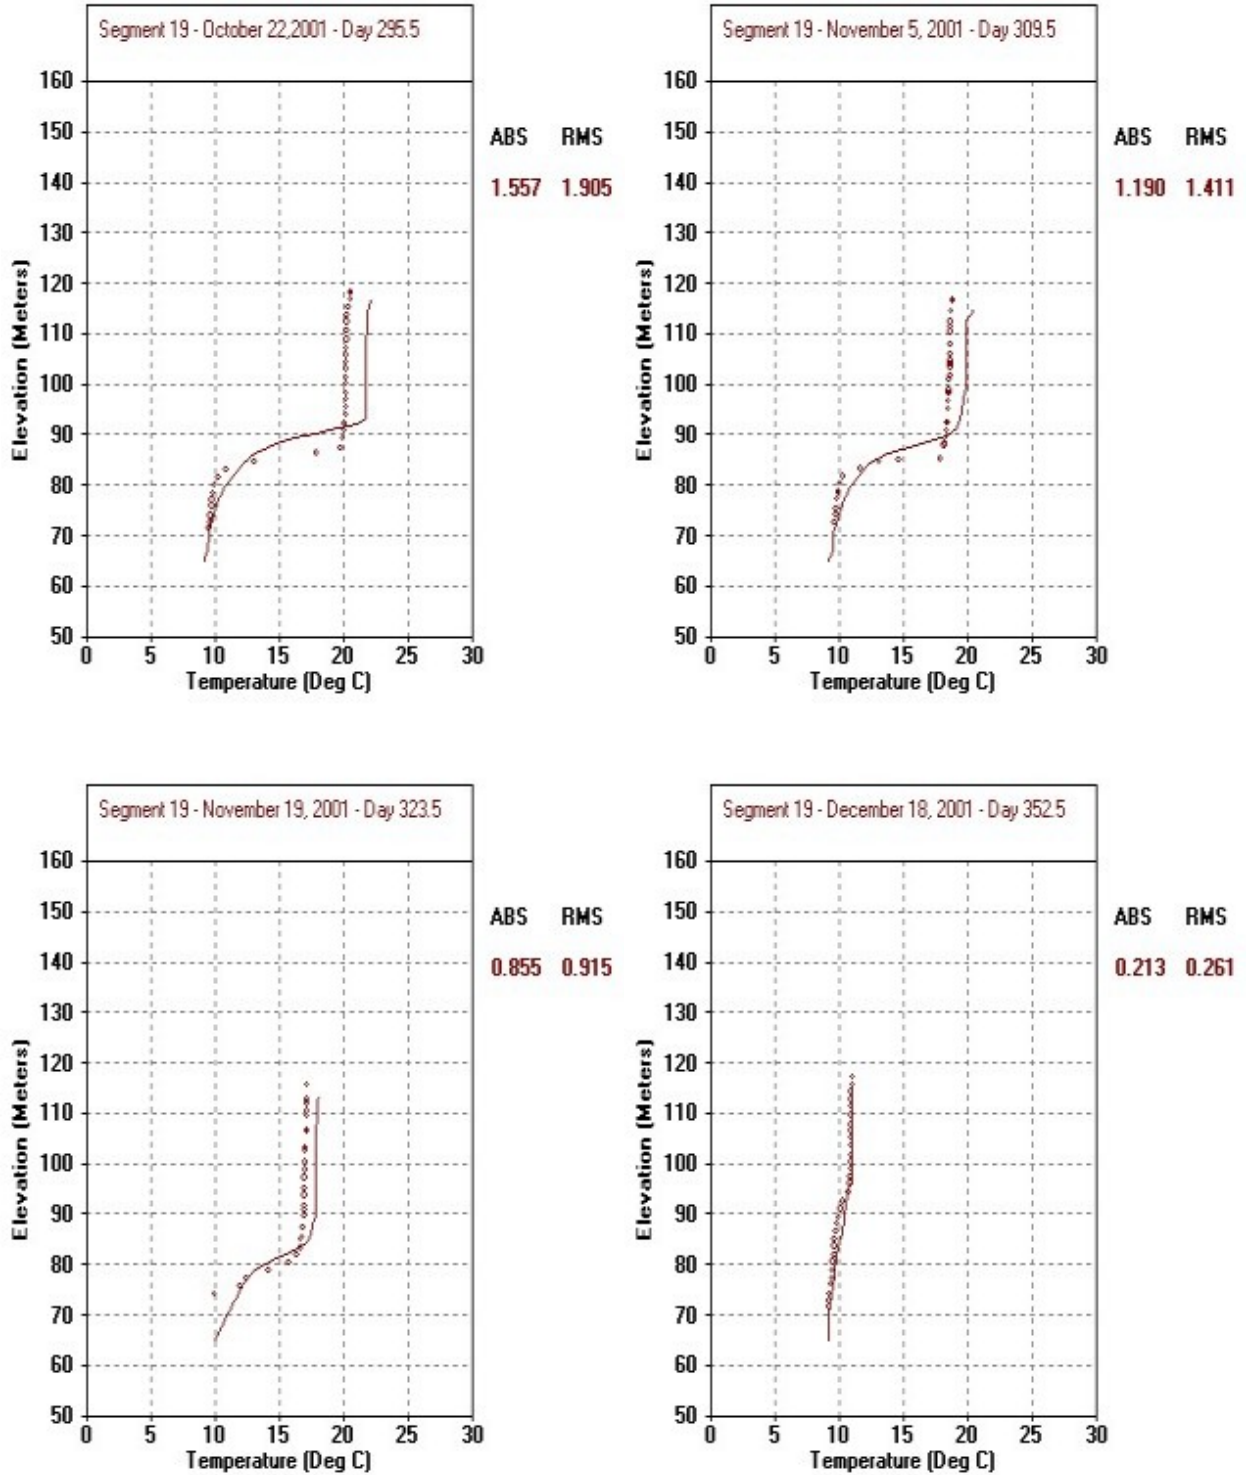 Segment 19 - October 22,2001 - Day 295.5
160
150
140
130
120
110
100
90
80
70
60
50
0 5 10 15 20 25 30
Elevation (Meters)
Temperature (Deg C)
ABS RMS
1.557 1.905
Segment 19 - November 5, 2001 - Day 309.5
160
150
140
130
120
110
100
90
80
70
60
50
0 5 10 15 20 25 30
Elevation (Meters)
Temperature (Deg C)
ABS RMS
1.190 1.411
Segment 19 - November 19, 2001 - Day 323.5
160
150
140
130
120
110
100
90
80
70
60
50
0 5 10 15 20 25 30
Elevation (Meters)
Temperature (Deg C)
ABS RMS
0.855 0.915
Segment 19 - December 18, 2001 - Day 352.5
160
150
140
130
120
110
100
90
80
70
60
50
0 5 10 15 20 25 30
Elevation (Meters)
Temperature (Deg C)
ABS RMS
0.213 0.261